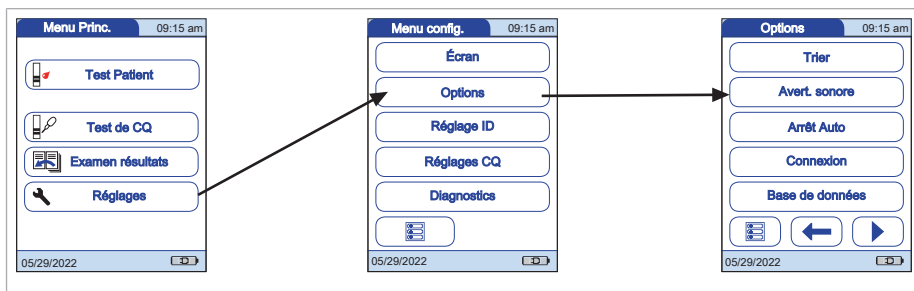 Menu Princ. 09:15 am
Test Patient
Test de CQ
Examen résultats
Réglages
05/29/2022
Menu config. 09:15 am
Écran
Options
Réglage ID
Réglages CQ
Diagnostics
05/29/2022
Options 09:15 am
Trier
Avert. sonore
Arrêt Auto
Connexion
Base de données
05/29/2022